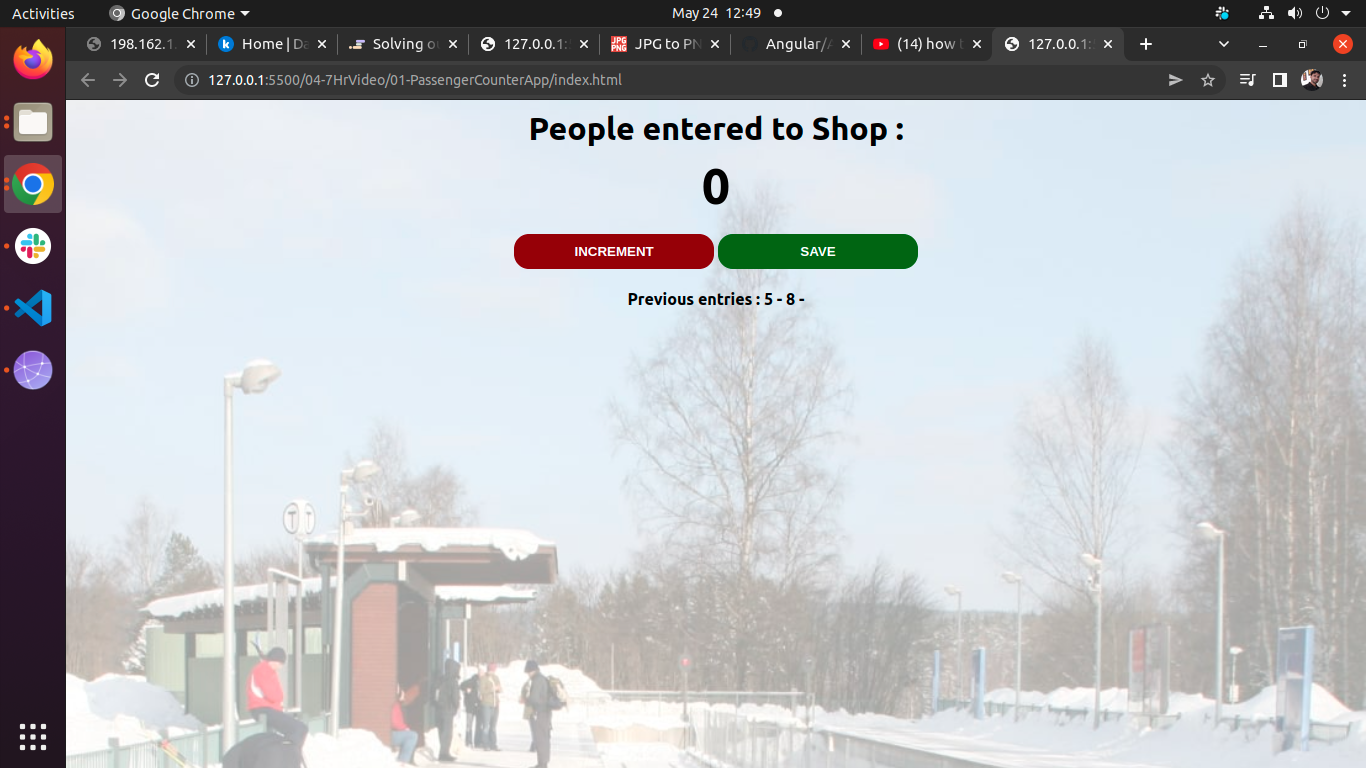 Activities
Google Chrome
May 24 12:49
198.162.1.
Home | Da
Solving ou
127.0.0.1:
JPG to PN
Angular/
(14) how
127.0.0.1:
127.0.0.1:5500/04-7HrVideo/01-PassengerCounterApp/index.html
People entered to Shop :
0
INCREMENT SAVE
Previous entries : 5 - 8 -